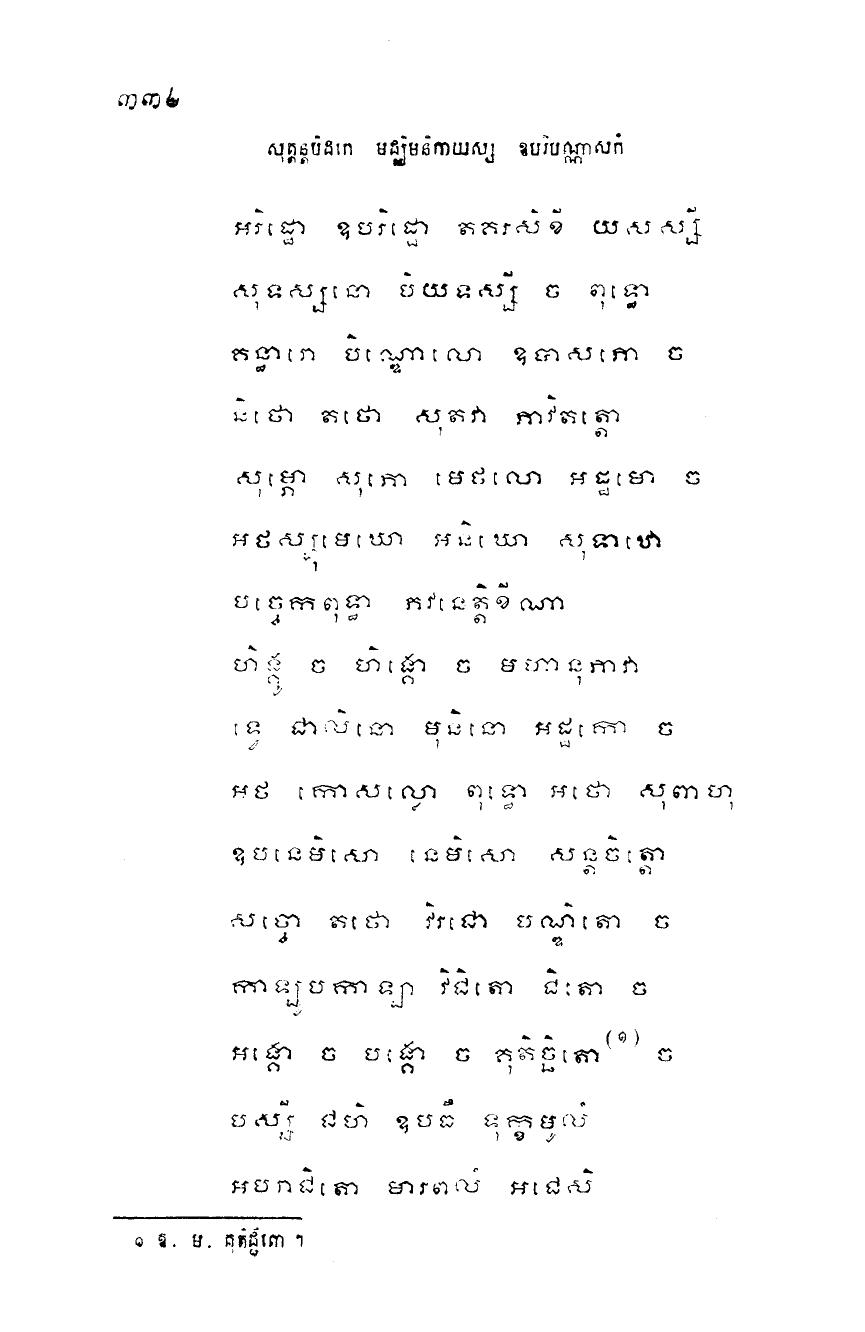 ៣៣៤
សុត្តន្តបិដកេ មជ្ឈិមនិកាយស្ស ឧបរិបណ្ណាសកំ
អរិដ្ឋោ ឧបរិដ្ឋោ តគរសិខី យសស្សី
សុទស្សនោ បិយទស្សី ច ពុទ្ធោ
គន្ធារោ បិណ្ឌោលោ ឧបាសភោ ច
និថោ តថោ សុតវា ភាវិតត្តោ
សុម្ភោ សុភោ មេថលោ អដ្ឋមោ ច
អថស្សុមេឃោ អនិឃោ សុទាឋោ
បច្ចេកពុទ្ធា ភវនេត្តិខីណា
ហិង្គូ ច ហិង្គោ ច មហានុភាវា
ទ្វេ ជាលិនោ មុនិនោ អដ្ឋកោ ច
អថ កោសល្លោ ពុទ្ធោ អថោ សុពាហុ
ឧបនេមិសោ នេមិសោ សន្តចិត្តោ
សច្ចោ តថោ វិរជោ បណ្ឌិតោ ច
កាឡូបកាឡា វិជិតោ ជិតោ ច
អង្គោ ច បង្គោ ច គុតិច្ឆិតោ(១) ច
បស្សី ជហិ ឧបធឹ ទុក្ខមូលំ
អបរាជិតោ មារពលំ អជេសិ
១ ឱ. ម. គុតិជ្ជិតោ ។